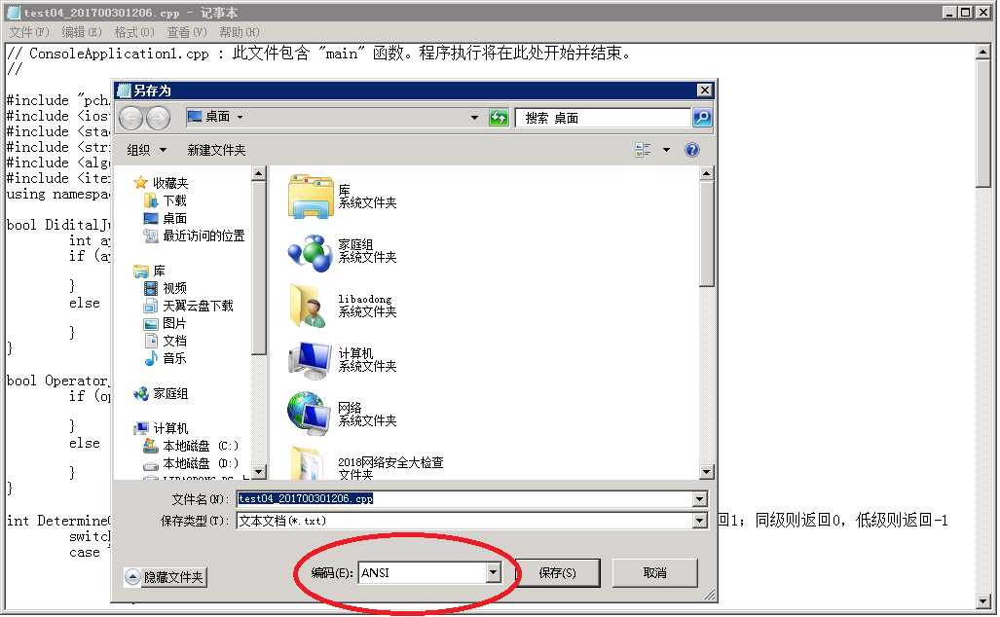 test04_201700301206.cpp - 记事本
文件(F) 编辑(E) 格式(O) 查看(V) 帮助(H)
// ConsoleApplication1.cpp : 此文件包含 "main" 函数。程序执行将在此处开始并结束。
//
#include "pch
#include <ios
#include <sta
#include <str
#include <algo
#include <ite
using namespac
bool DiditalJu
int a
if (a
}
else
}
}
bool Operator
if (op
}
else
}
}
int Determine
回1；同级则返回0，低级则返回-1
switch
case
另存为
桌面
搜索 桌面
组织
新建文件夹
收藏夹
下载
桌面
最近访问的位置
库
视频
天翼云盘下载
图片
文档
音乐
家庭组
计算机
本地磁盘 (C:)
本地磁盘 (D:)
库
系统文件夹
家庭组
系统文件夹
libaodong
系统文件夹
计算机
系统文件夹
网络
系统文件夹
2018网络安全大检查
文件夹
文件名(N): test04_201700301206.cpp
保存类型(T): 文本文档(*.txt)
隐藏文件夹
编码(E): ANSI
保存(S)
取消